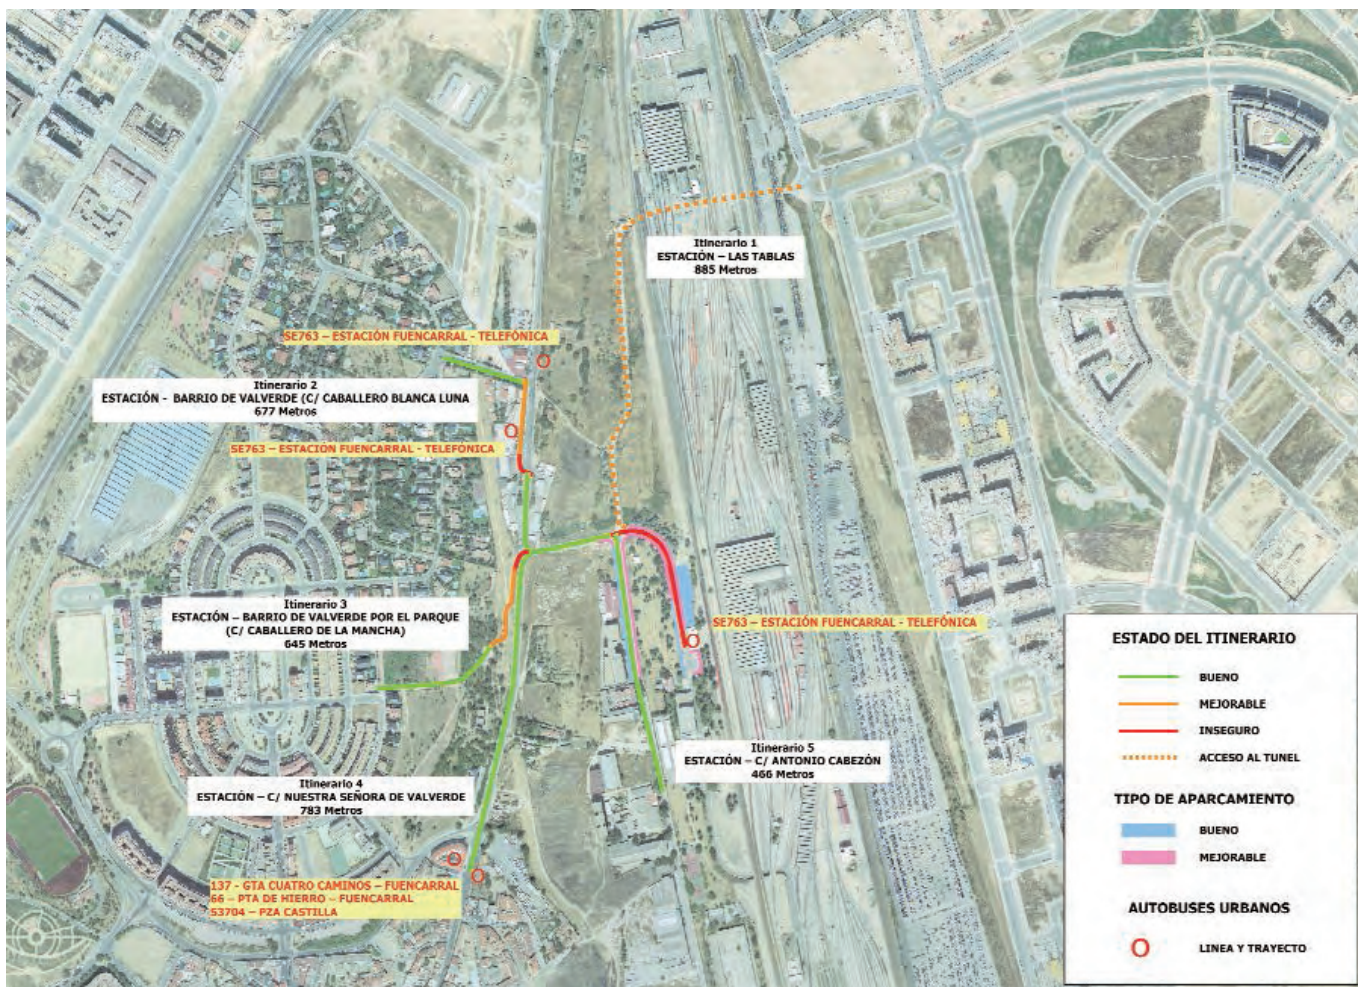 Itinerario 1
ESTACIÓN – LAS TABLAS
885 Metros
SE763 – ESTACIÓN FUENCARRAL - TELEFÓNICA
Itinerario 2
ESTACIÓN - BARRIO DE VALVERDE (C/ CABALLERO BLANCA LUNA
677 Metros
SE763 – ESTACIÓN FUENCARRAL - TELEFÓNICA
Itinerario 3
ESTACIÓN – BARRIO DE VALVERDE POR EL PARQUE
(C/ CABALLERO DE LA MANCHA)
645 Metros
SE763 – ESTACIÓN FUENCARRAL - TELEFÓNICA
Itinerario 5
ESTACIÓN – C/ ANTONIO CABEZÓN
466 Metros
Itinerario 4
ESTACIÓN – C/ NUESTRA SEÑORA DE VALVERDE
783 Metros
137 - GTA CUATRO CAMINOS – FUENCARRAL
66 – PTA DE HIERRO – FUENCARRAL
S3704 – PZA CASTILLA
ESTADO DEL ITINERARIO
BUENO
MEJORABLE
INSEGURO
ACCESO AL TUNEL
TIPO DE APARCAMIENTO
BUENO
MEJORABLE
AUTOBUSES URBANOS
LINEA Y TRAYECTO